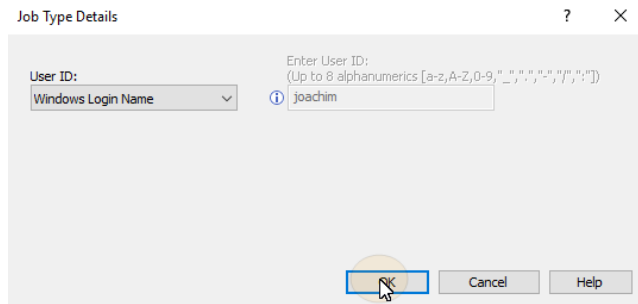 Job Type Details
?
Enter User ID:
User ID:
(Up to 8 alphanumerics [a-z,A-Z,0-9,"_",".","-","/",":"])
Windows Login Name
joachim
OK
Cancel
Help